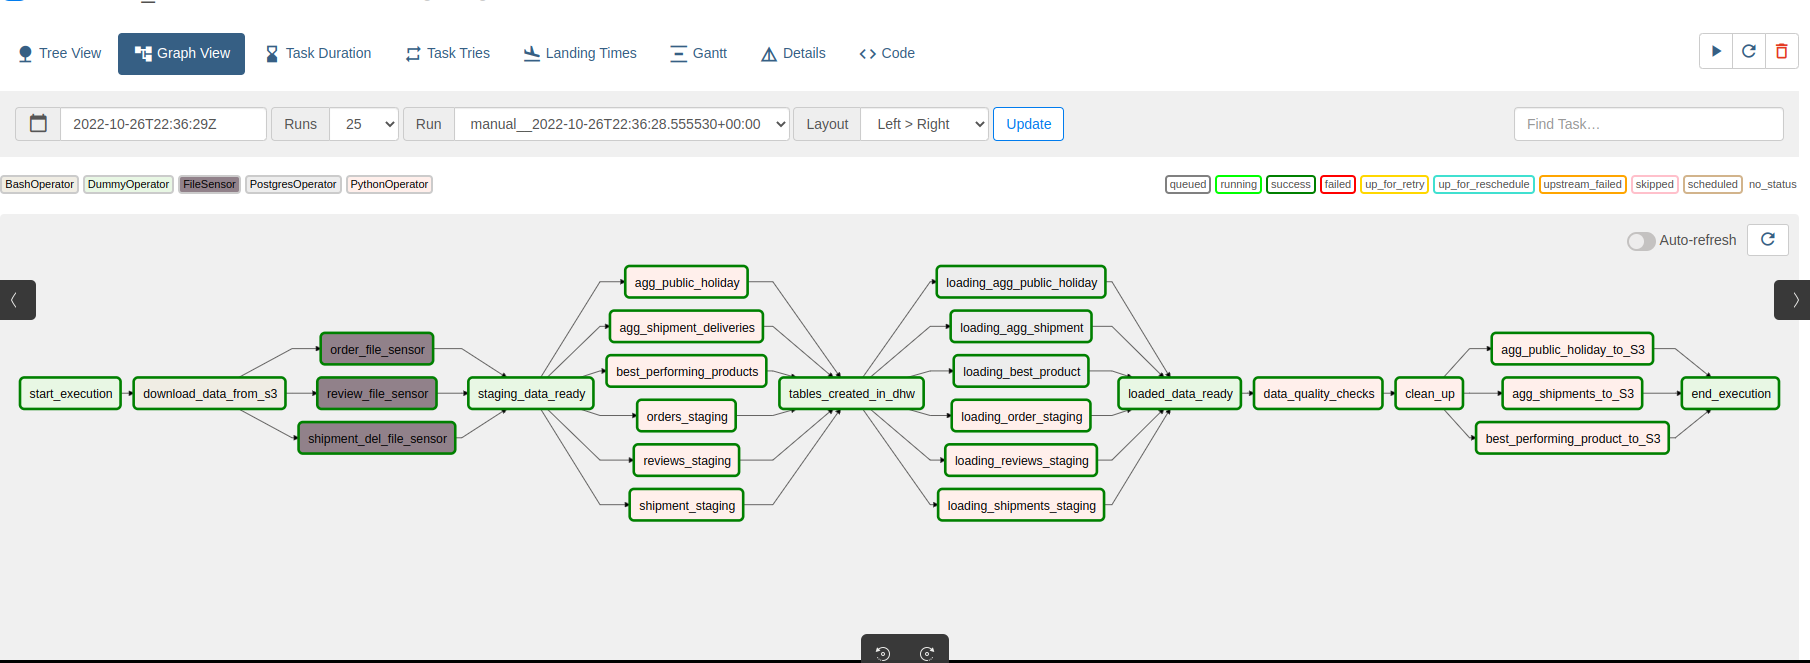 Tree View Graph View Task Duration Task Tries Landing Times Gantt Details <> Code
2022-10-26T22:36:29Z Runs 25 Run manual__2022-10-26T22:36:28.555530+00:00 Layout Left > Right Update Find Task…
BashOperator DummyOperator FileSensor PostgresOperator PythonOperator queued running success failed up_for_retry up_for_reschedule upstream_failed skipped scheduled no_status
Auto-refresh
agg_public_holiday loading_agg_public_holiday
agg_shipment_deliveries loading_agg_shipment
order_file_sensor agg_public_holiday_to_S3
best_performing_products loading_best_product
start_execution download_data_from_s3 review_file_sensor staging_data_ready tables_created_in_dhw loaded_data_ready data_quality_checks clean_up agg_shipments_to_S3 end_execution
orders_staging loading_order_staging
shipment_del_file_sensor best_performing_product_to_S3
reviews_staging loading_reviews_staging
shipment_staging loading_shipments_staging